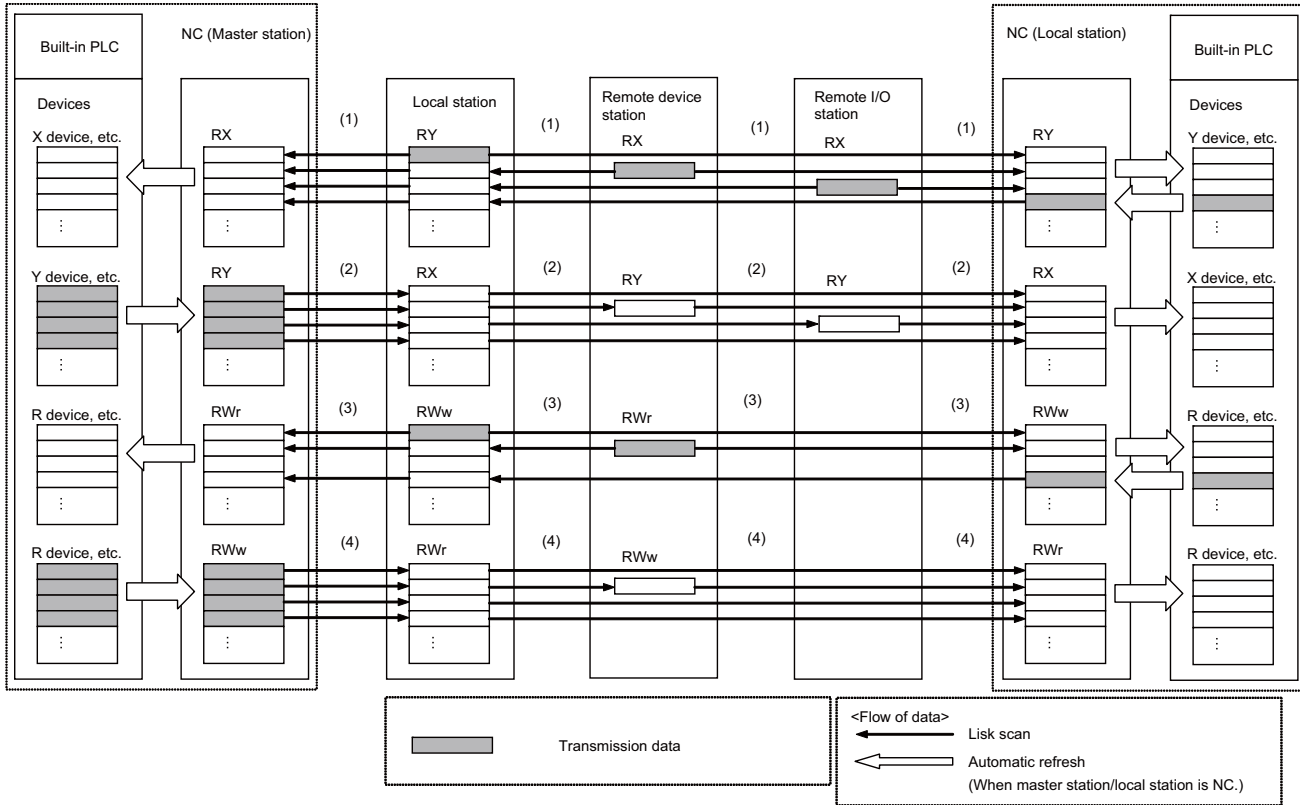 Built-in PLC
NC (Master station)
NC (Local station)
Built-in PLC
Devices
Local station
Remote device
station
Remote I/O
station
Devices
X device, etc.
RX
(1)
RY
(1)
RX
(1)
RX
(1)
RY
Y device, etc.
Y device, etc.
RY
(2)
RX
(2)
RY
(2)
RY
(2)
RX
X device, etc.
R device, etc.
RWr
(3)
RWw
(3)
RWr
(3)
(3)
RWw
R device, etc.
R device, etc.
RWw
(4)
RWr
(4)
RWw
(4)
(4)
RWr
R device, etc.
Transmission data
<Flow of data>
Lisk scan
Automatic refresh
(When master station/local station is NC.)